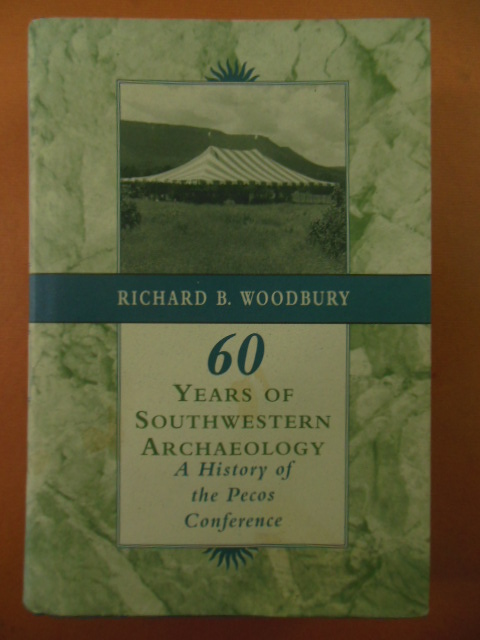 RICHARD B. WOODBURY
60
YEARS OF
SOUTHWESTERN
ARCHAEOLOGY
A History of
the Pecos
Conference